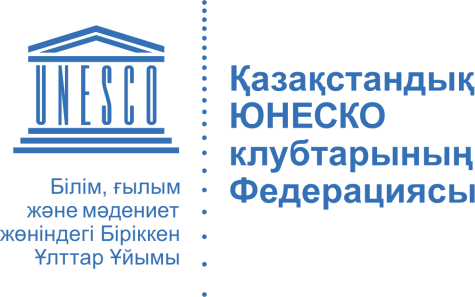 UNESCO
Білім, ғылым
және мәдениет
жөніндегі Біріккен
Ұлттар Ұйымы
Қазақстандық
ЮНЕСКО
клубтарының
Федерациясы